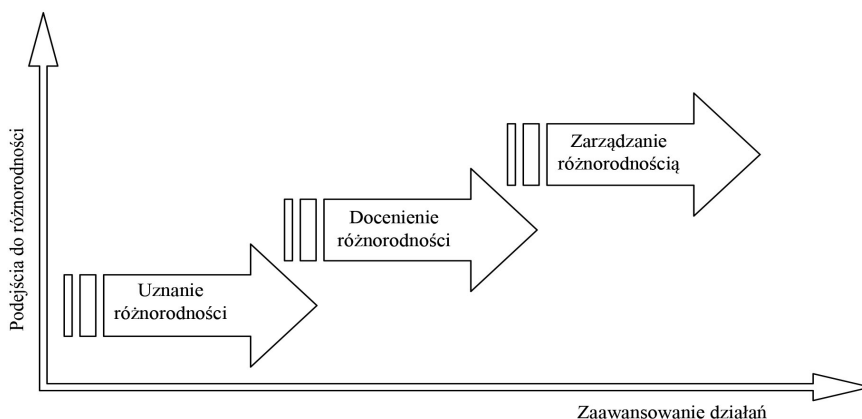 Podejścia do różnorodności
Zarządzanie
różnorodnością
Docenienie
różnorodności
Uznanie
różnorodności
Zaawansowanie działań